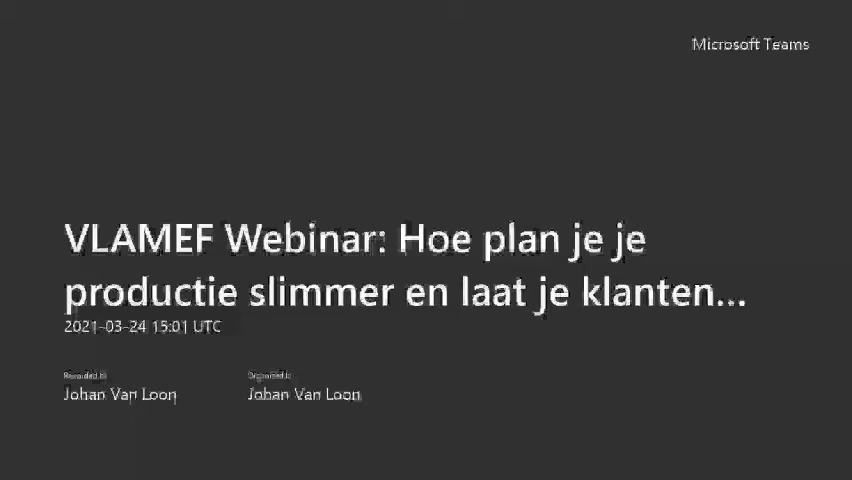 Microsoft Teams
VLAMEF Webinar: Hoe plan je je
productie slimmer en laat je klanten...
2021-03-24 15:01 UTC
Recorded by
Organized by
Johan Van Loon
Johan Van Loon